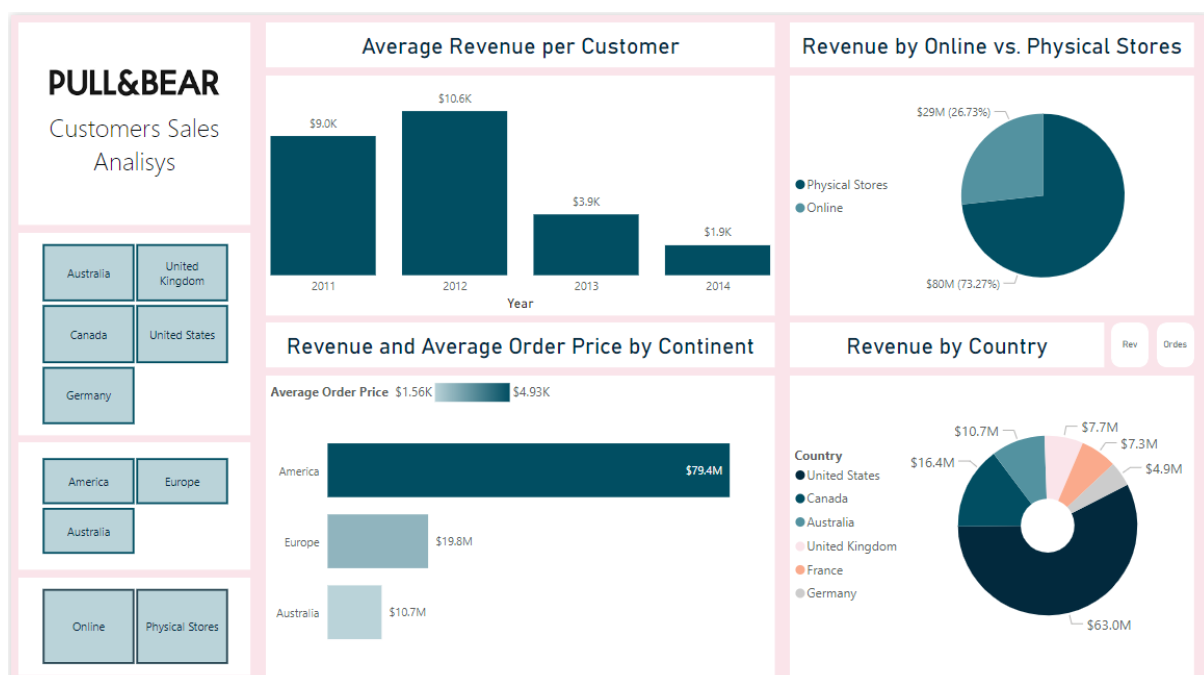 PULL&BEAR
Customers Sales
Analisys
Australia
United
Kingdom
Canada
United States
Germany
America
Europe
Australia
Online
Physical Stores
Average Revenue per Customer
$9.0K
$10.6K
$3.9K
$1.9K
2011
2012
2013
2014
Year
Revenue by Online vs. Physical Stores
Physical Stores
Online
$29M (26.73%)
$80M (73.27%)
Revenue and Average Order Price by Continent
Average Order Price $1.56K $4.93K
America
$79.4M
Europe
$19.8M
Australia
$10.7M
Revenue by Country
Rev
Ordes
Country
United States
Canada
Australia
United Kingdom
France
Germany
$7.7M
$10.7M
$7.3M
$16.4M
$4.9M
$63.0M